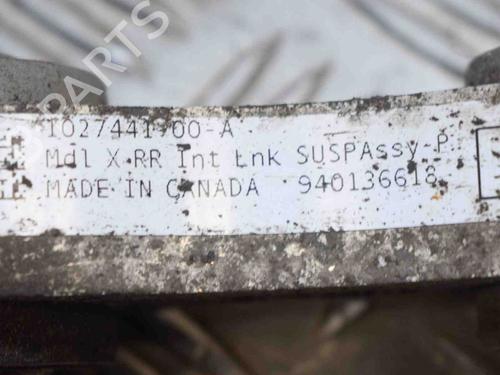 B-PARTS
1027441-00-A
Mdl X RR Int Lnk SUSPAssy-P
MADE IN CANADA 940136618